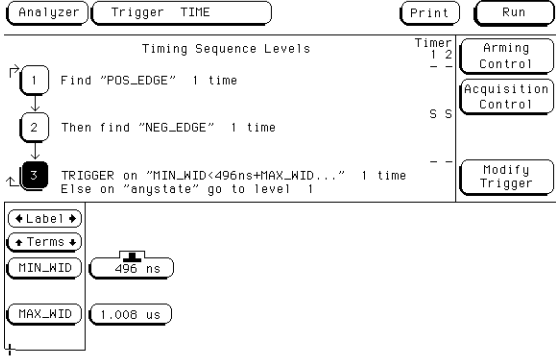 Analyzer Trigger TIME Print Run
Timing Sequence Levels
Timer
1 2
Arming
Control
1 Find "POS_EDGE" 1 time – –
Acquisition
Control
S S
2 Then find "NEG_EDGE" 1 time
– –
3 TRIGGER on "MIN_WID<496ns+MAX_WID..." 1 time
Else on "anystate" go to level 1
Modify
Trigger
Label
Terms
MIN_WID 496 ns
MAX_WID 1.008 us